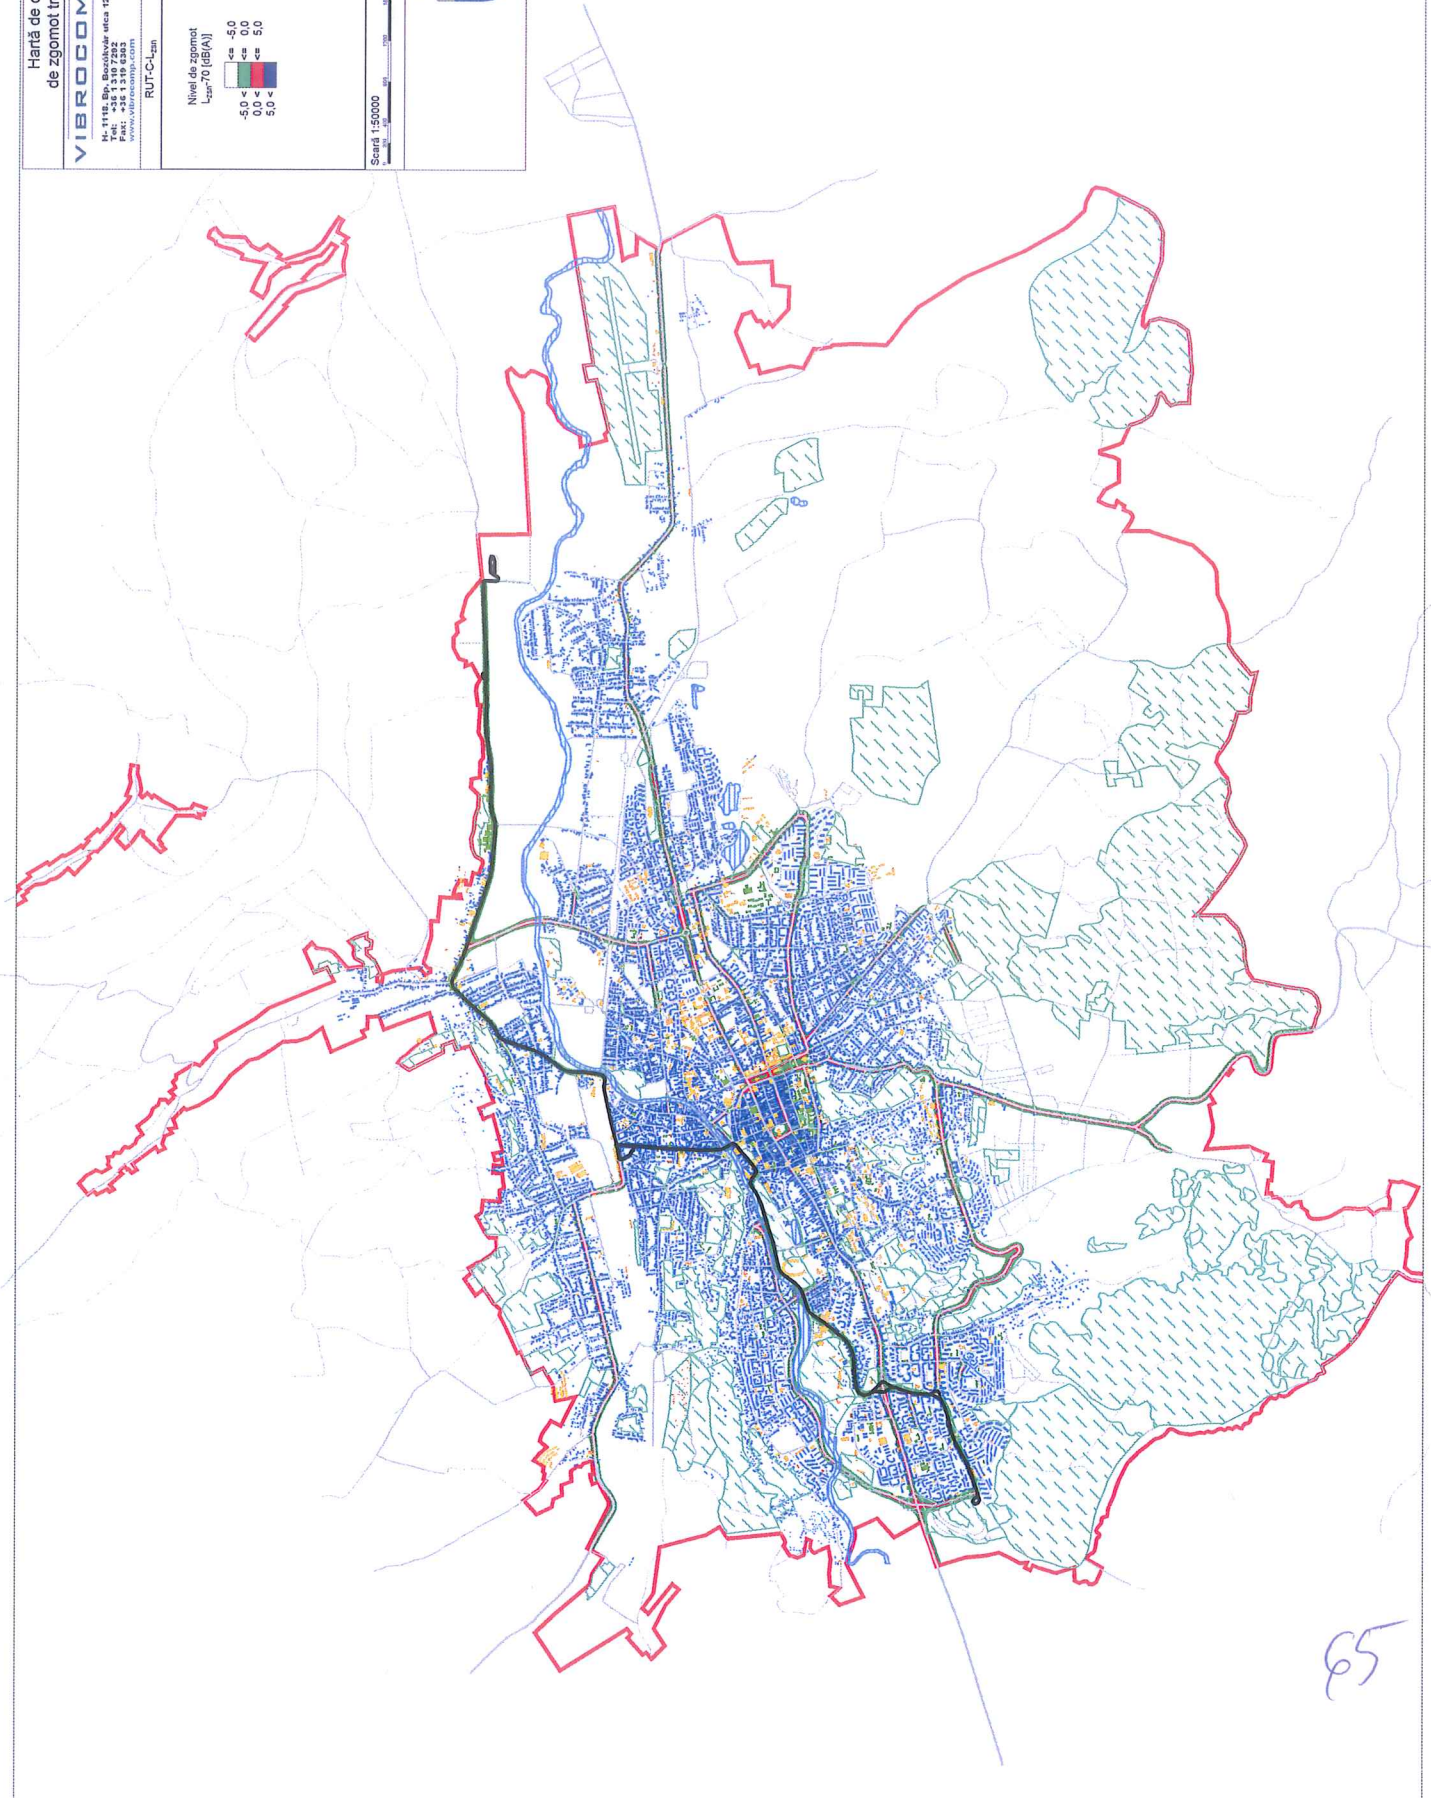 Hartă de
de zgomot
VIBROCOM
H- 1118. Bp. Bozókvár utca 12
Tel: +36 1 310 7292
Fax: +36 1 319 6303
www.vibrocomp.com
RUT-C-Lzsn
Nivel de zgomot
Lzsn-70 [dB(A)]
<= -5,0
-5,0 < <= 0,0
0,0 < <= 5,0
5,0 <
Scară 1:50000
65